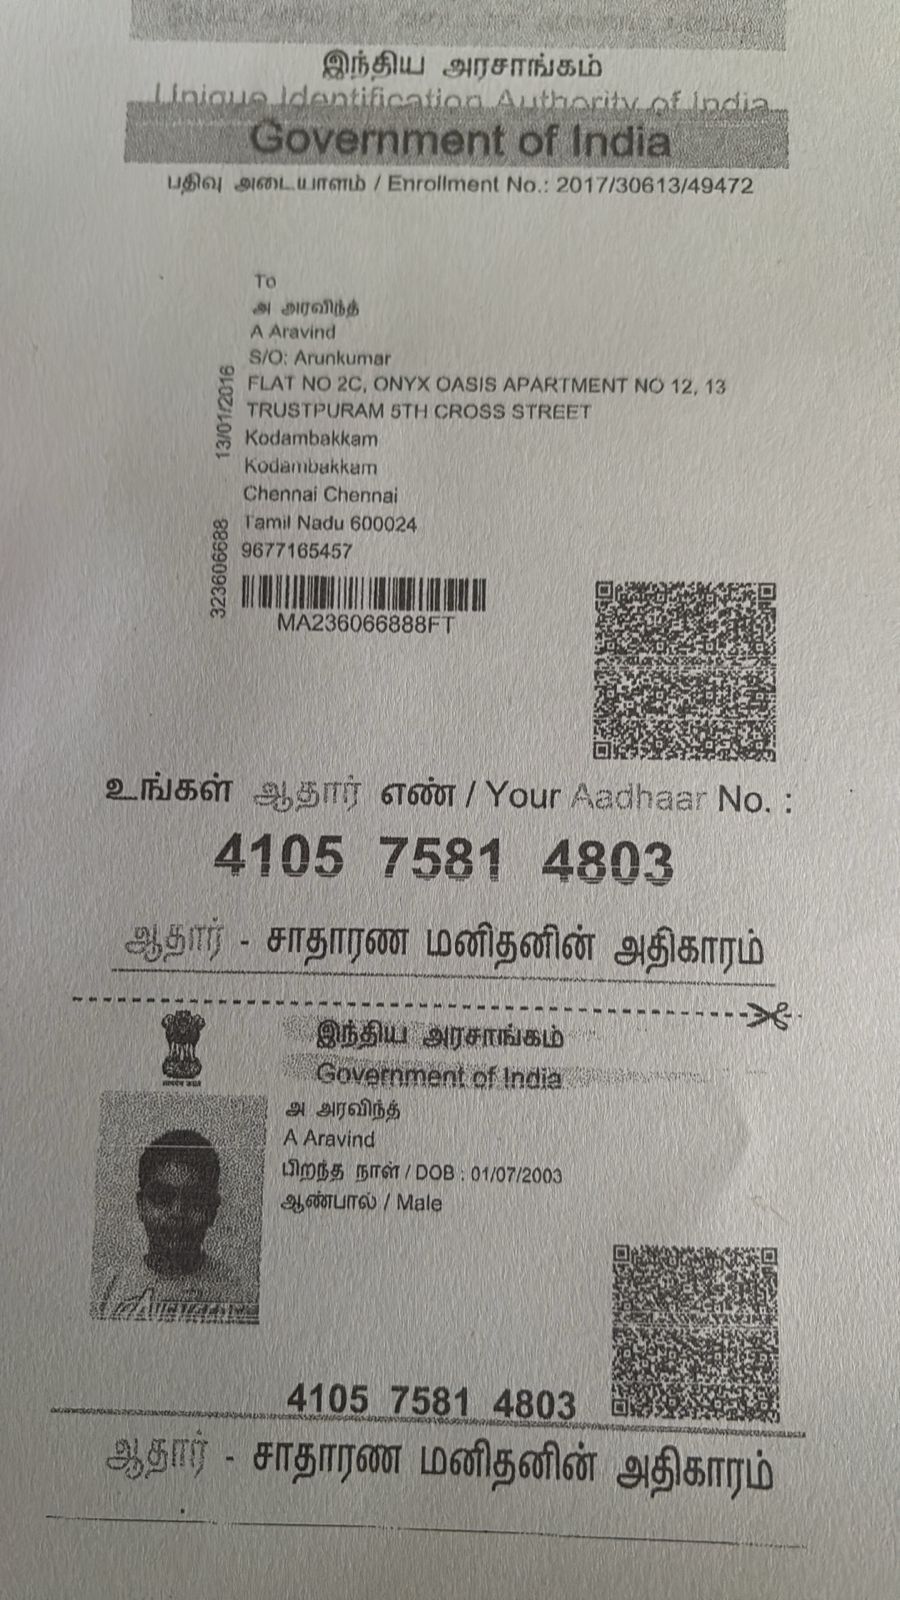 இந்திய அரசாங்கம்
Unique Identification Authority of India
Government of India
பதிவு அடையாளம் / Enrollment No.: 2017/30613/49472
To
அ அரவிந்த்
A Aravind
S/O: Arunkumar
FLAT NO 2C, ONYX OASIS APARTMENT NO 12, 13
TRUSTPURAM 5TH CROSS STREET
Kodambakkam
Kodambakkam
Chennai Chennai
Tamil Nadu 600024
9677165457
323606688 13/01/2016
MA236066888FT
உங்கள் ஆதார் எண் / Your Aadhaar No. :
4105 7581 4803
ஆதார் - சாதாரண மனிதனின் அதிகாரம்
இந்திய அரசாங்கம்
Government of India
அ அரவிந்த்
A Aravind
பிறந்த நாள் / DOB : 01/07/2003
ஆண்பால் / Male
4105 7581 4803
ஆதார் - சாதாரண மனிதனின் அதிகாரம்